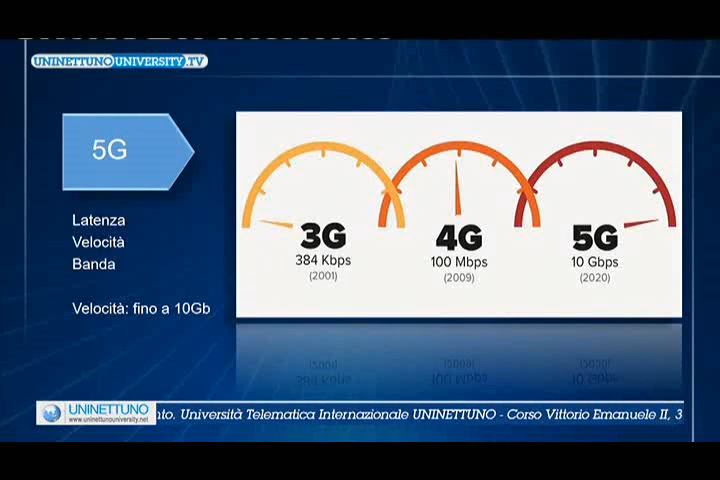 UNINETTUNOUNIVERSITY.TV
5G
Latenza
Velocità
Banda
Velocità: fino a 10Gb
3G
384 Kbps
(2001)
4G
100 Mbps
(2009)
5G
10 Gbps
(2020)
UNINETTUNO
www.uninettunouniversity.net
nto. Università Telematica Internazionale UNINETTUNO - Corso Vittorio Emanuele II, 3